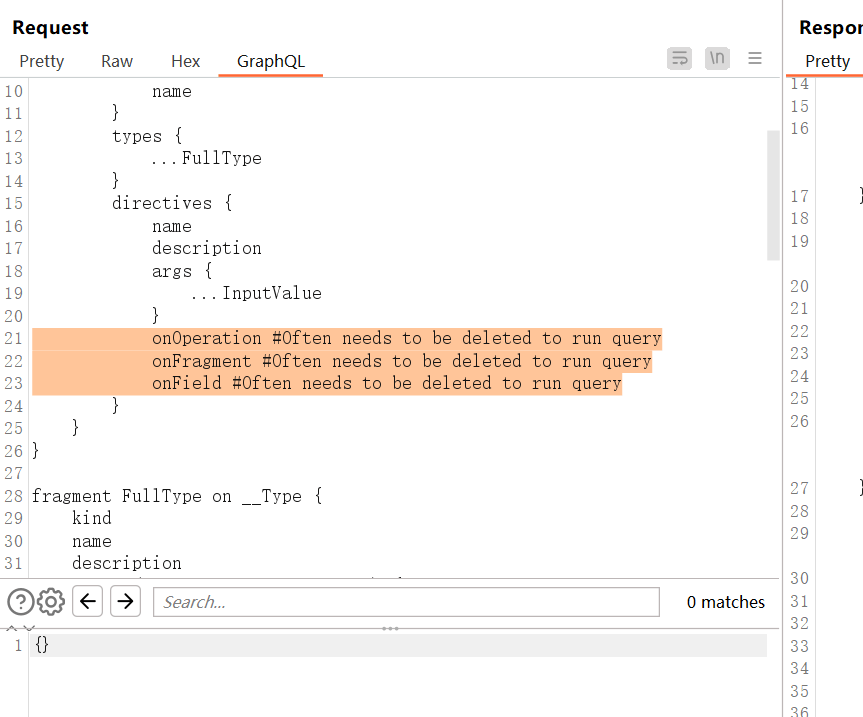 Request
Pretty Raw Hex GraphQL \n
10 name
11 }
12 types {
13 ...FullType
14 }
15 directives {
16 name
17 description
18 args {
19 ...InputValue
20 }
21 onOperation #Often needs to be deleted to run query
22 onFragment #Often needs to be deleted to run query
23 onField #Often needs to be deleted to run query
24 }
25 }
26 }
27
28 fragment FullType on __Type {
29 kind
30 name
31 description
Search...
0 matches
1 {}
Respor
Pretty
14
15
16
17 }
18
19
20
21
22
23
24
25
26
27 }
28
29
30
31
32
33
34
35
36